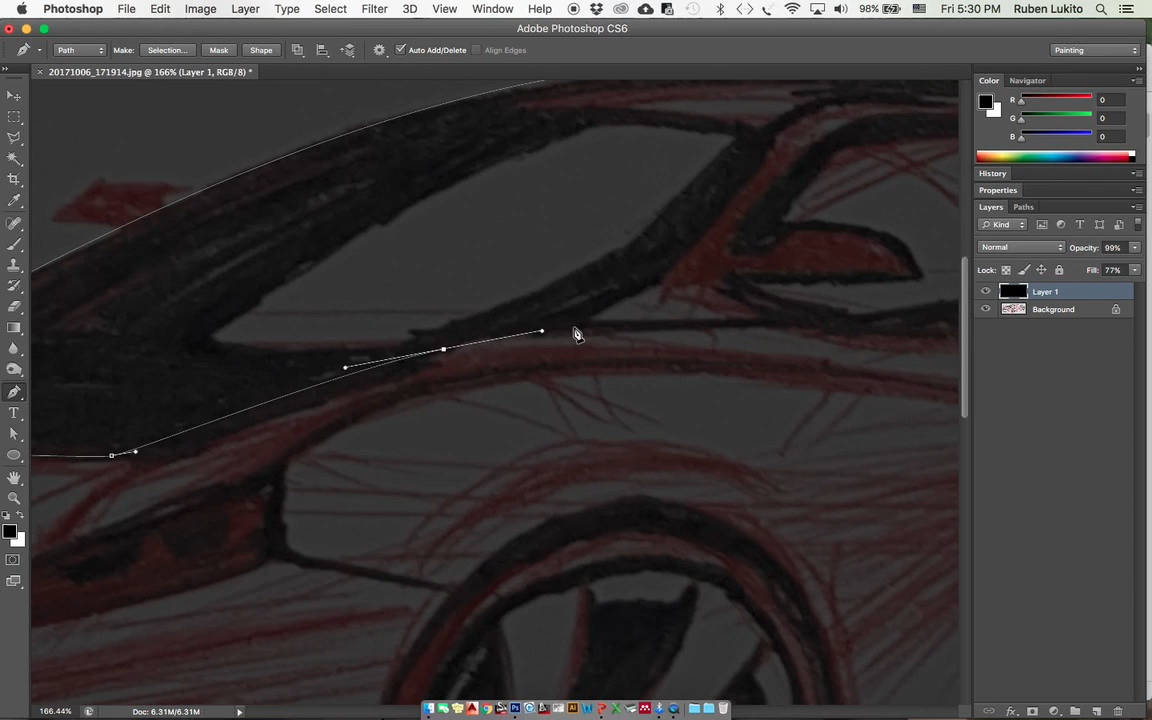 Photoshop File Edit Image Layer Type Select Filter 3D View Window Help 98% Fri 5:30 PM Ruben Lukito
Adobe Photoshop CS6
Path Make: Selection... Mask Shape Auto Add/Delete Align Edges Painting
× 20171006_171914.jpg @ 166% (Layer 1, RGB/8) *
Color Navigator
R 0
G 0
B 0
History
Properties
Layers Paths
Kind
Normal Opacity: 99%
Lock: Fill: 77%
Layer 1
Background
T
166.44% Doc: 6.31M/6.31M